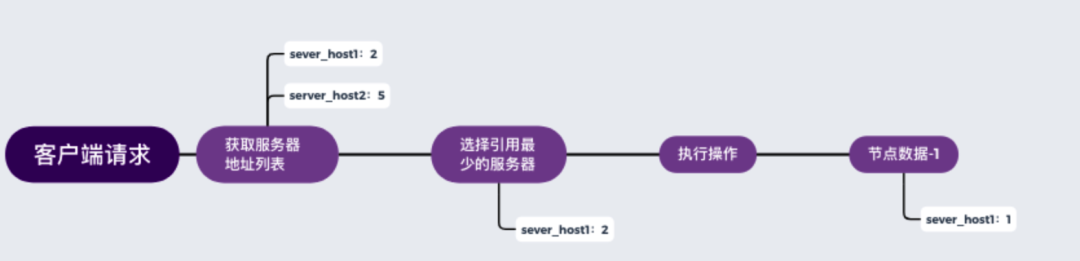 sever_host1：2
server_host2：5
客户端请求
获取服务器
地址列表
选择引用最
少的服务器
执行操作
节点数据-1
sever_host1：2
sever_host1：1